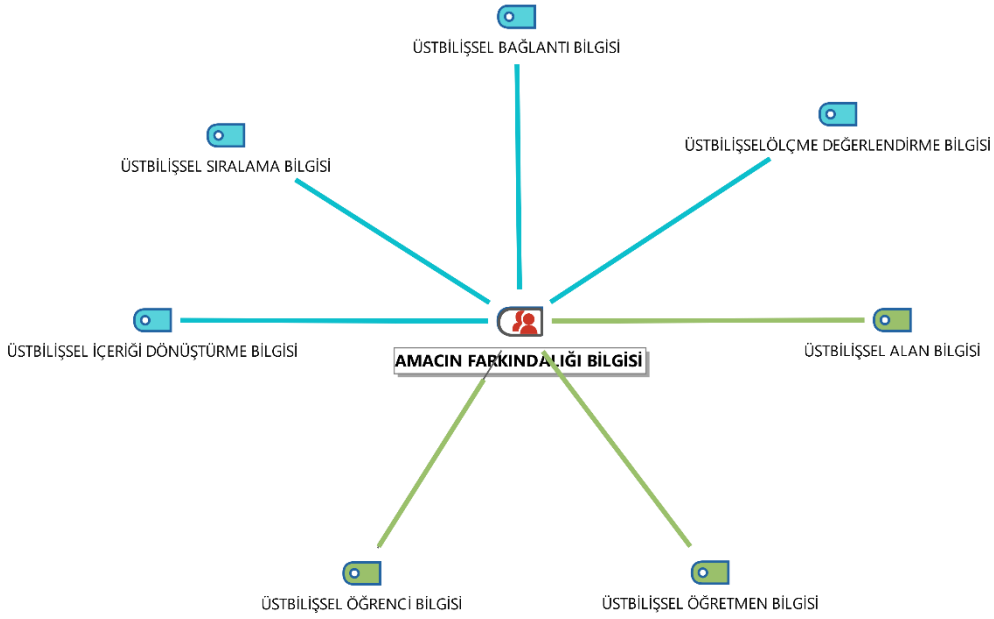 ÜSTBİLİŞSEL BAĞLANTI BİLGİSİ
ÜSTBİLİŞSELÖLÇME DEĞERLENDİRME BİLGİSİ
ÜSTBİLİŞSEL SIRALAMA BİLGİSİ
ÜSTBİLİŞSEL İÇERİĞİ DÖNÜŞTÜRME BİLGİSİ
AMACIN FARKINDALIĞI BİLGİSİ
ÜSTBİLİŞSEL ALAN BİLGİSİ
ÜSTBİLİŞSEL ÖĞRENCİ BİLGİSİ
ÜSTBİLİŞSEL ÖĞRETMEN BİLGİSİ